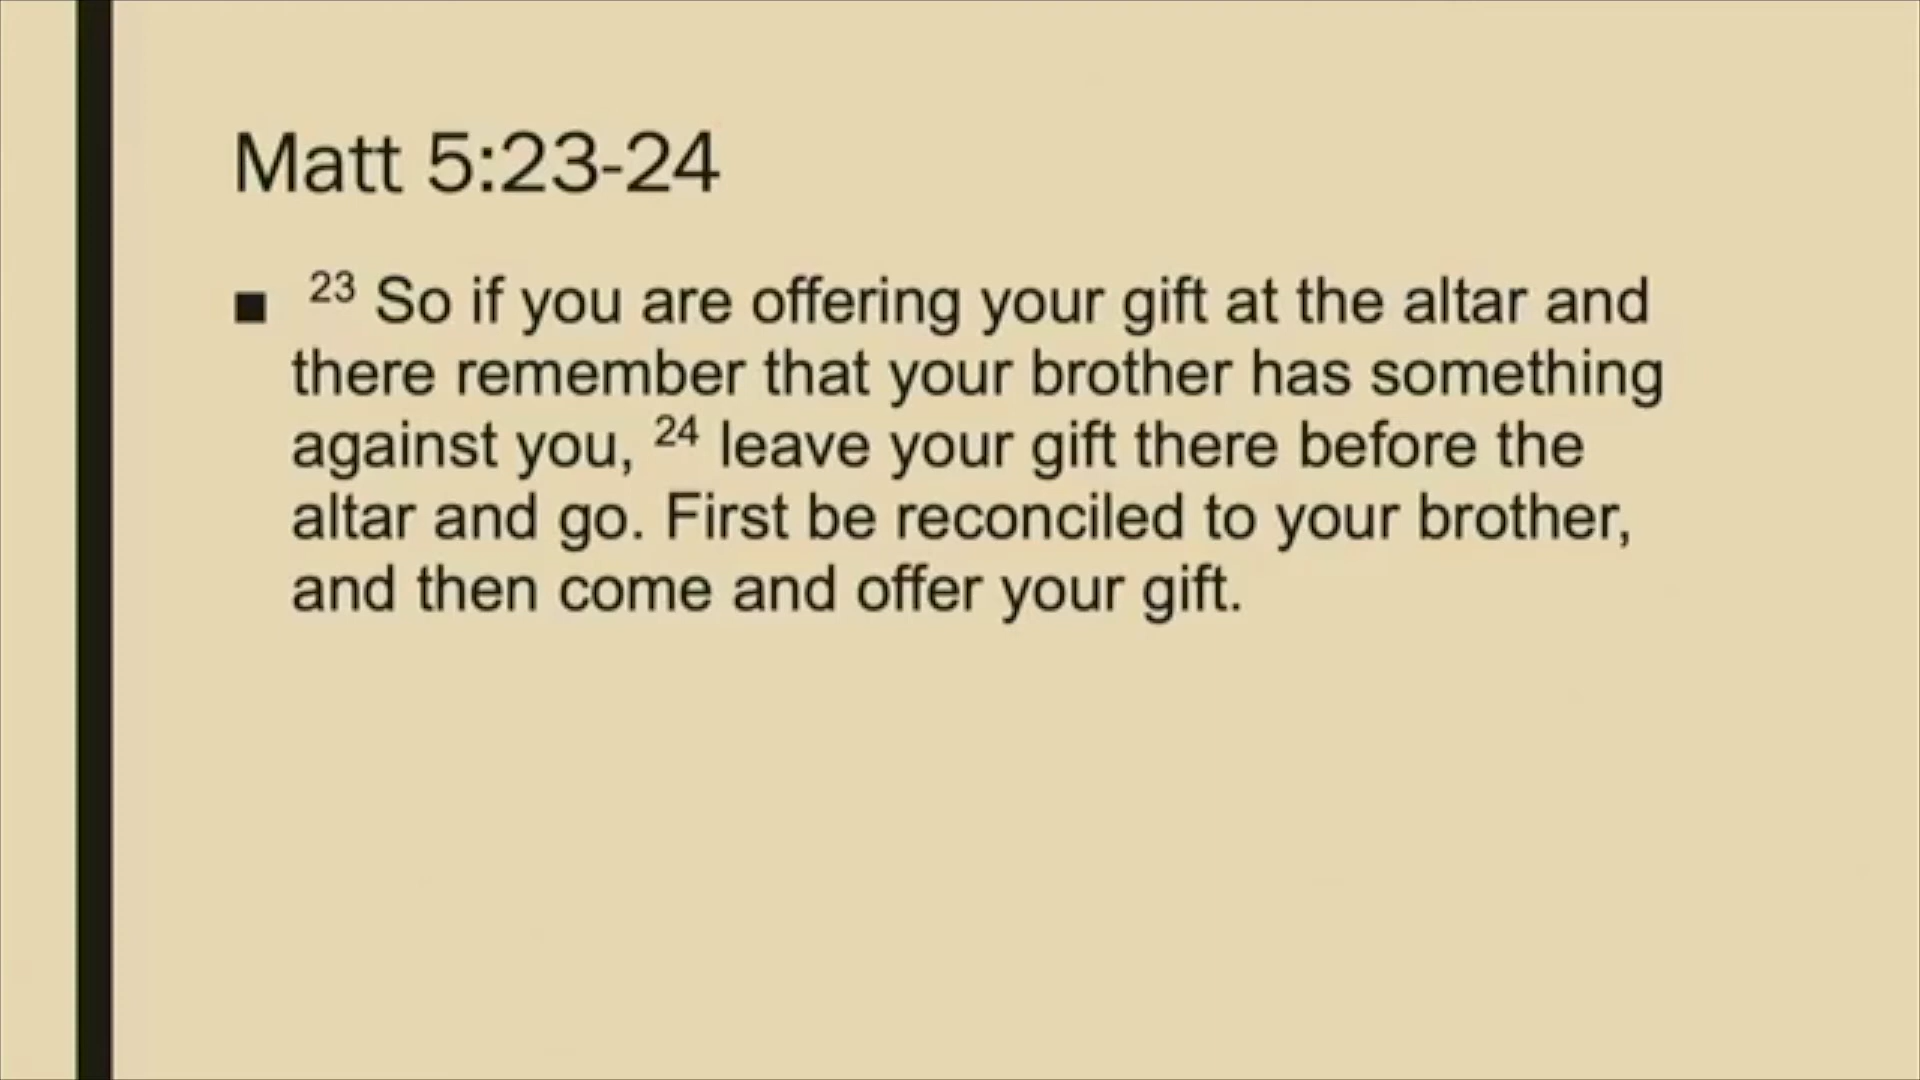 Matt 5:23-24
■ 23 So if you are offering your gift at the altar and
there remember that your brother has something
against you, 24 leave your gift there before the
altar and go. First be reconciled to your brother,
and then come and offer your gift.